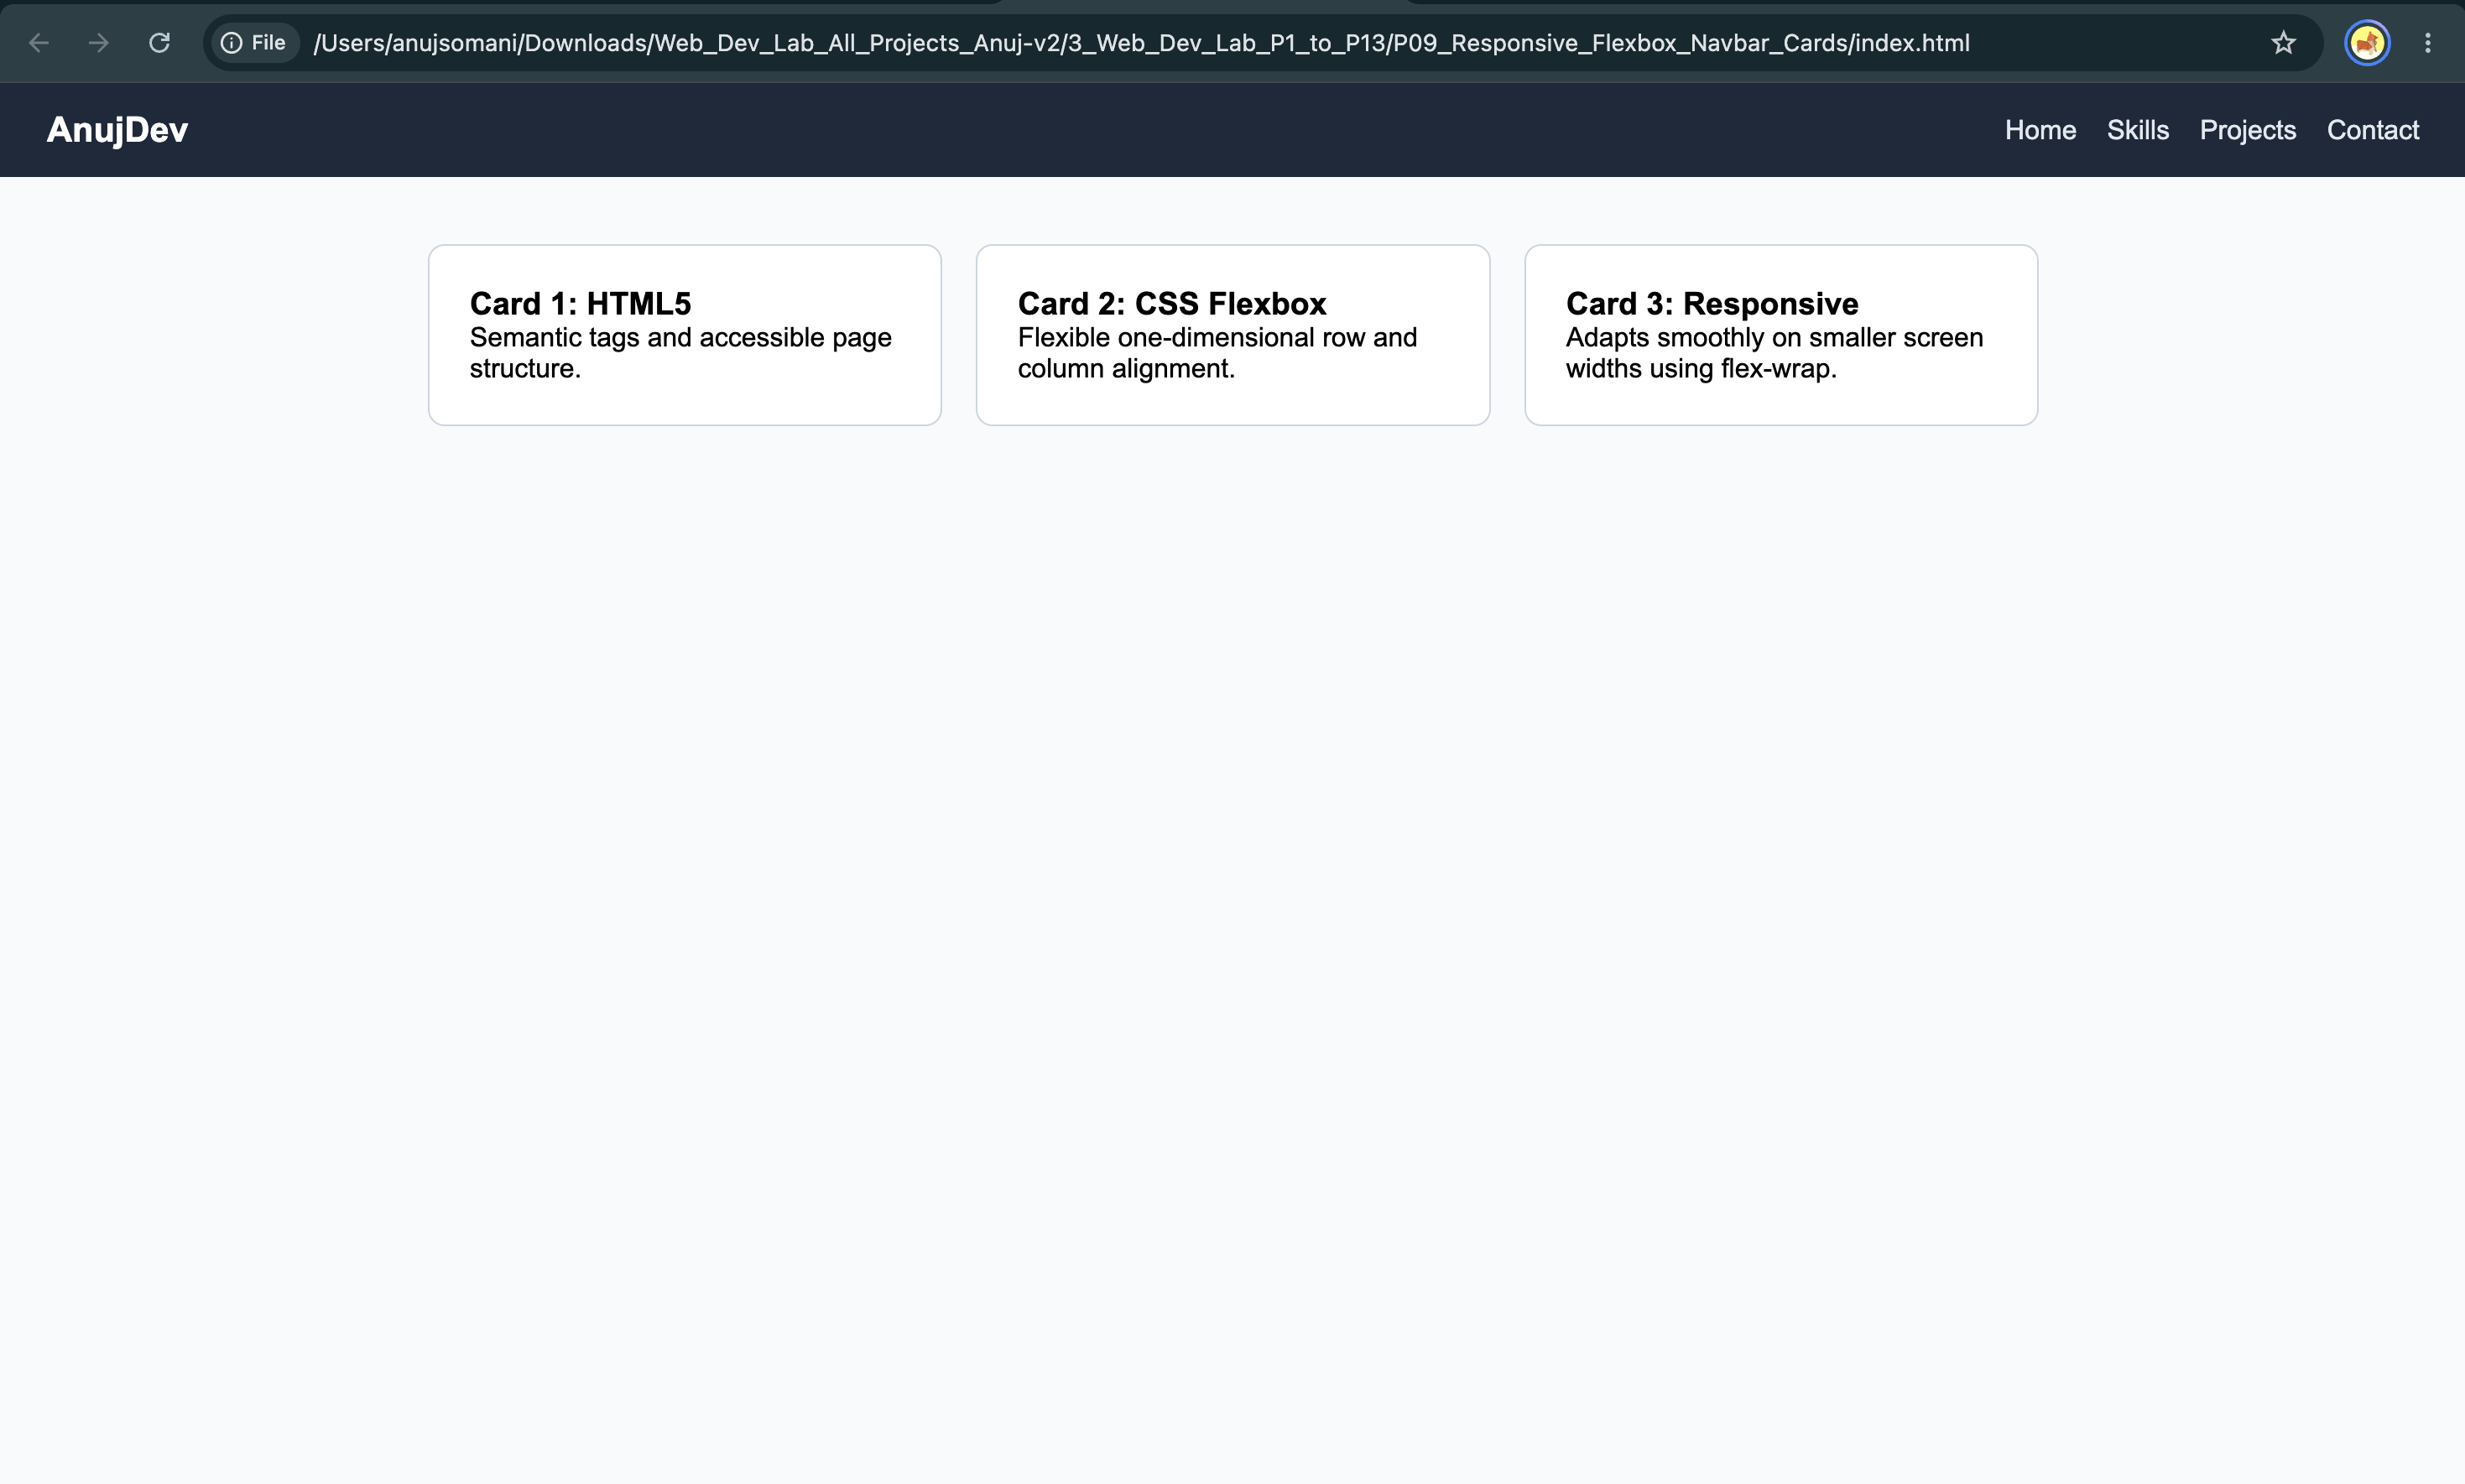 File /Users/anujsomani/Downloads/Web_Dev_Lab_All_Projects_Anuj-v2/3_Web_Dev_Lab_P1_to_P13/P09_Responsive_Flexbox_Navbar_Cards/index.html
AnujDev Home Skills Projects Contact
Card 1: HTML5
Semantic tags and accessible page
structure.
Card 2: CSS Flexbox
Flexible one-dimensional row and
column alignment.
Card 3: Responsive
Adapts smoothly on smaller screen
widths using flex-wrap.